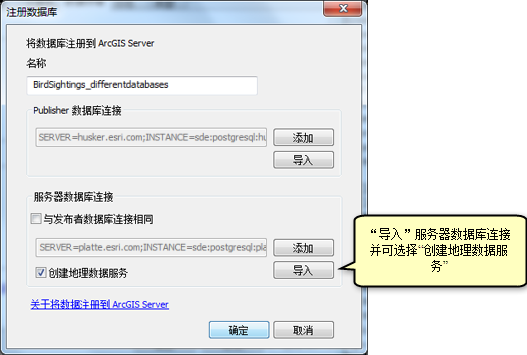 注册数据库
将数据库注册到 ArcGIS Server
名称
BirdSightings_differentdatabases
Publisher 数据库连接
SERVER=husker.esri.com;INSTANCE=sde:postgresql:hu
添加
导入
服务器数据库连接
与发布者数据库连接相同
SERVER=platte.esri.com;INSTANCE=sde:postgresql:pla
添加
创建地理数据服务
导入
“导入”服务器数据库连接
并可选择“创建地理数据服
务”
关于将数据注册到 ArcGIS Server
确定
取消